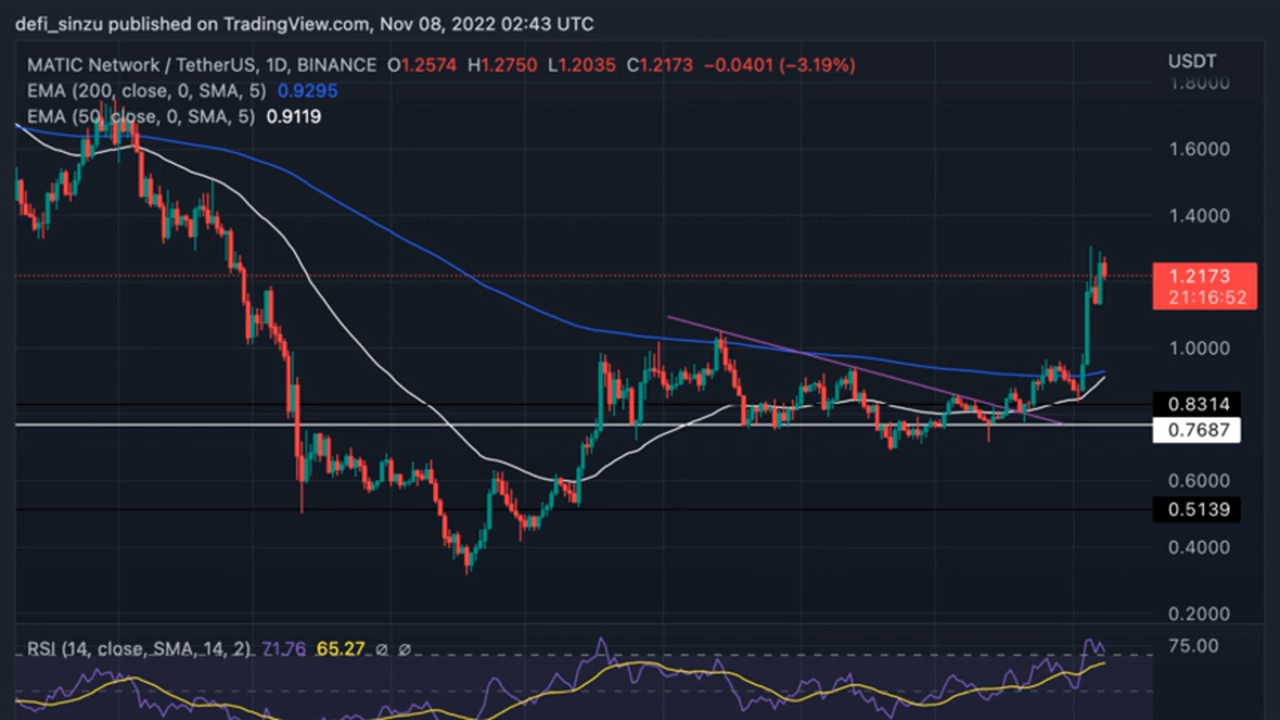 defi_sinzu published on TradingView.com, Nov 08, 2022 02:43 UTC
MATIC Network / TetherUS, 1D, BINANCE O1.2574 H1.2750 L1.2035 C1.2173 −0.0401 (−3.19%)
USDT
EMA (200, close, 0, SMA, 5) 0.9295
1.8000
EMA (50, close, 0, SMA, 5) 0.9119
1.6000
1.4000
1.2173
21:16:52
1.0000
0.8314
0.7687
0.6000
0.5139
0.4000
0.2000
RSI (14, close, SMA, 14, 2) 71.76 65.27 ∅ ∅
75.00